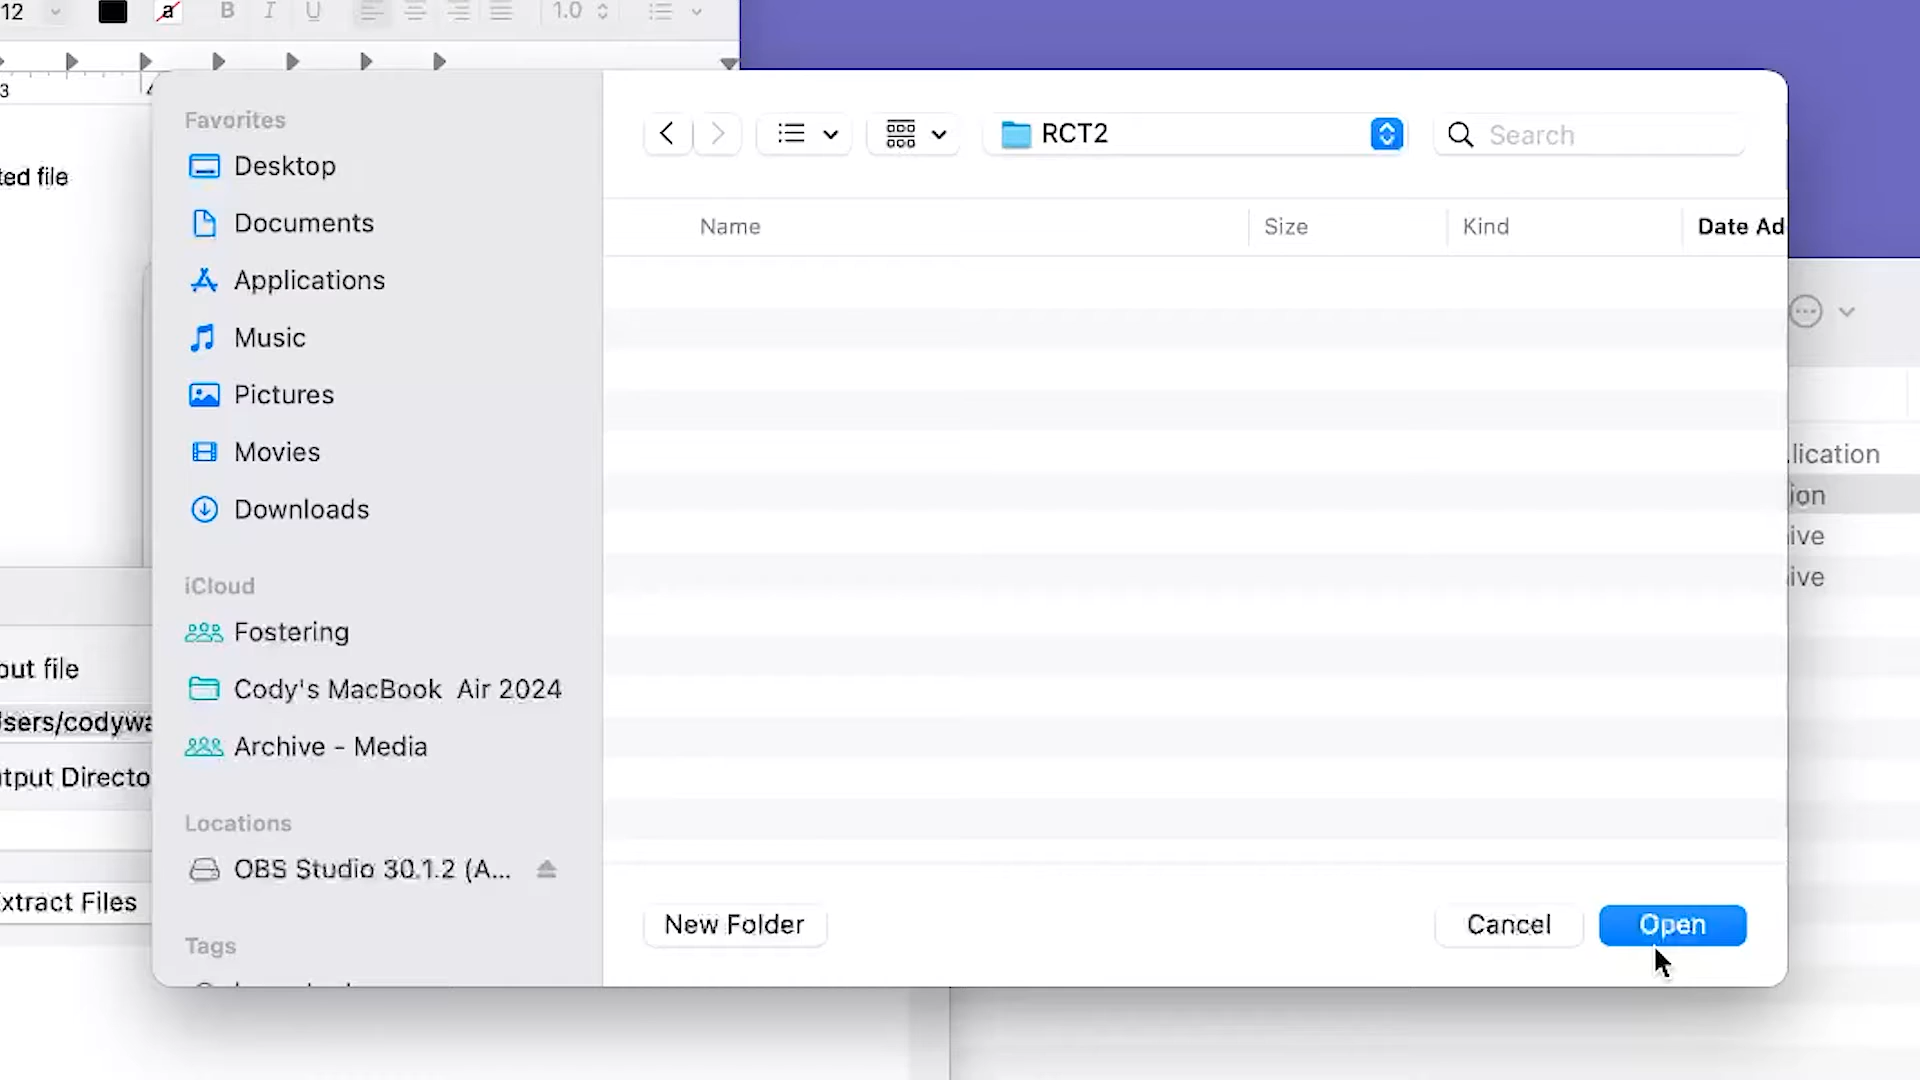 12
B I U
1.0
3
ted file
Favorites
Desktop
Documents
Applications
Music
Pictures
Movies
Downloads
iCloud
Fostering
Cody's MacBook Air 2024
Archive - Media
Locations
OBS Studio 30.1.2 (A...
Tags
RCT2
Search
Name Size Kind Date Ad
New Folder
Cancel
Open
out file
sers/codywa
tput Directo
xtract Files
lication
ion
ive
ive